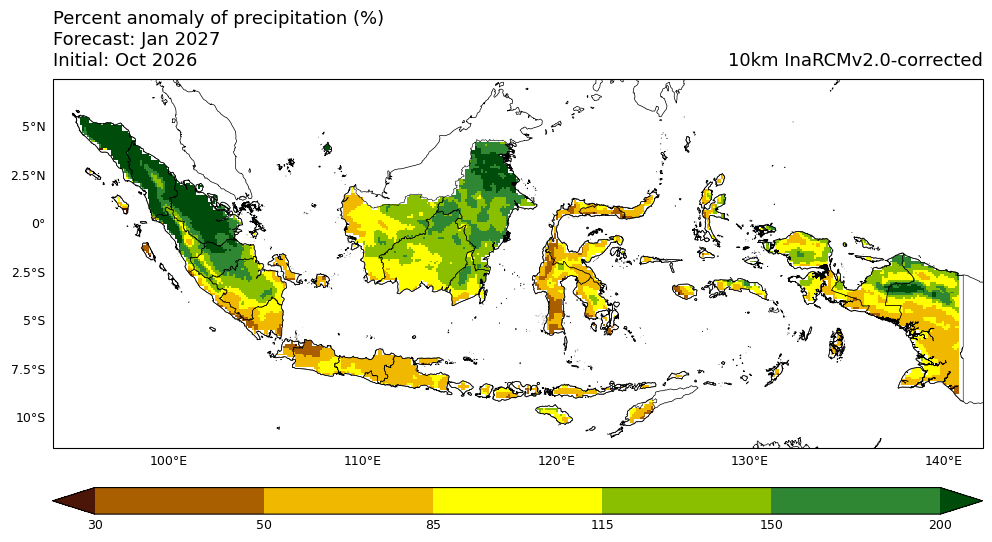 Percent anomaly of precipitation (%)
Forecast: Jan 2027
Initial: Oct 2026
10km InaRCMv2.0-corrected
5°N
2.5°N
0°
2.5°S
5°S
7.5°S
10°S
100°E 110°E 120°E 130°E 140°E
30 50 85 115 150 200